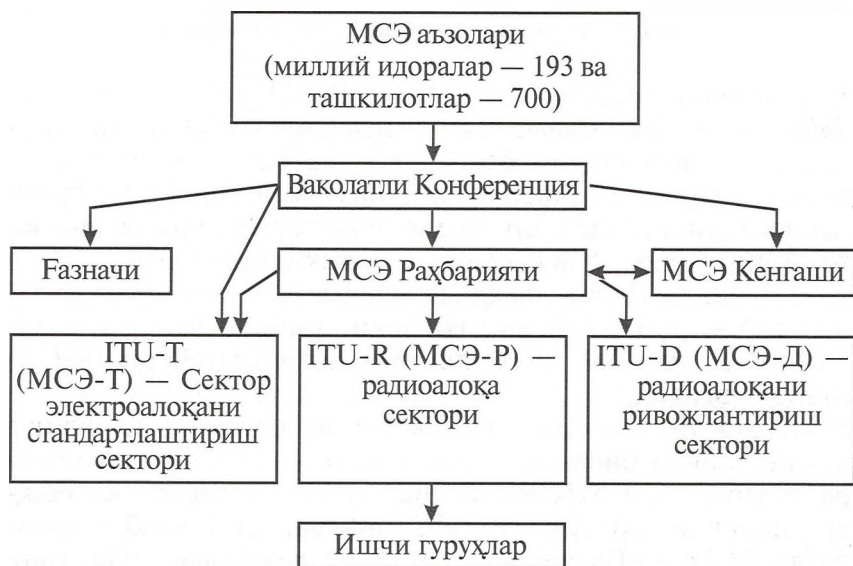 МСЭ аъзолари
(миллий идоралар — 193 ва
ташкилотлар — 700)
Ваколатли Конференция
Ғазначи
МСЭ Раҳбарияти
МСЭ Кенгаши
ITU-T
(МСЭ-Т) — Сектор
электроалоқани
стандартлаштириш
сектори
ITU-R (МСЭ-Р) —
радиоалоқа
сектори
ITU-D (МСЭ-Д) —
радиоалоқани
ривожлантириш
сектори
Ишчи гуруҳлар